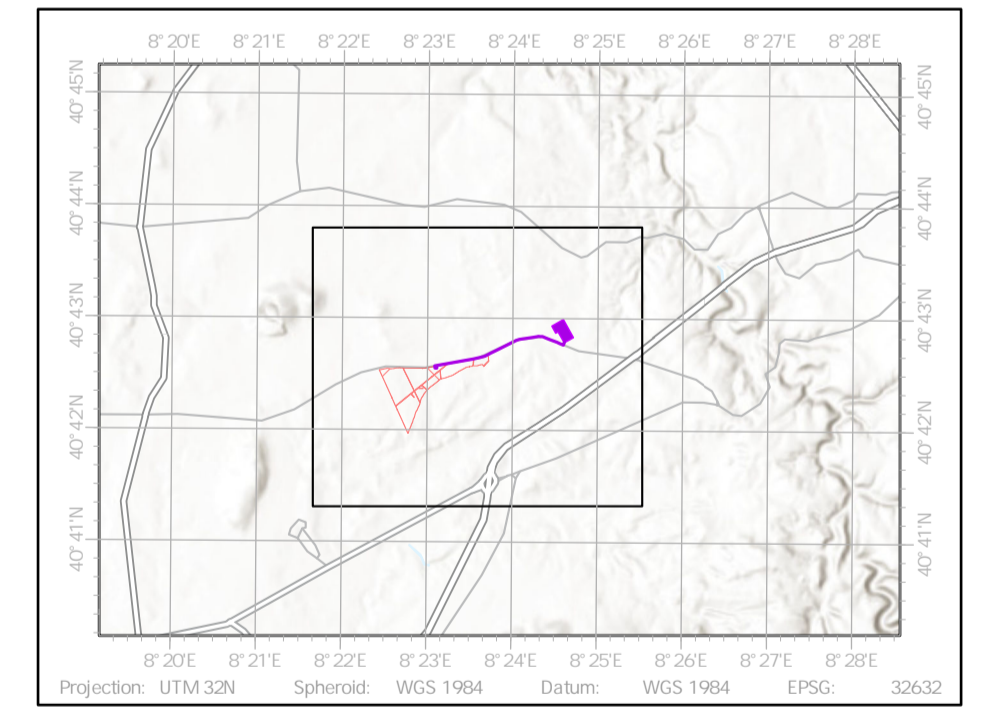 8° 20'E 8° 21'E 8° 22'E 8° 23'E 8° 24'E 8° 25'E 8° 26'E 8° 27'E 8° 28'E
40° 45'N 40° 45'N
40° 44'N 40° 44'N
40° 43'N 40° 43'N
40° 42'N 40° 42'N
40° 41'N 40° 41'N
8° 20'E 8° 21'E 8° 22'E 8° 23'E 8° 24'E 8° 25'E 8° 26'E 8° 27'E 8° 28'E
Projection: UTM 32N Spheroid: WGS 1984 Datum: WGS 1984 EPSG: 32632